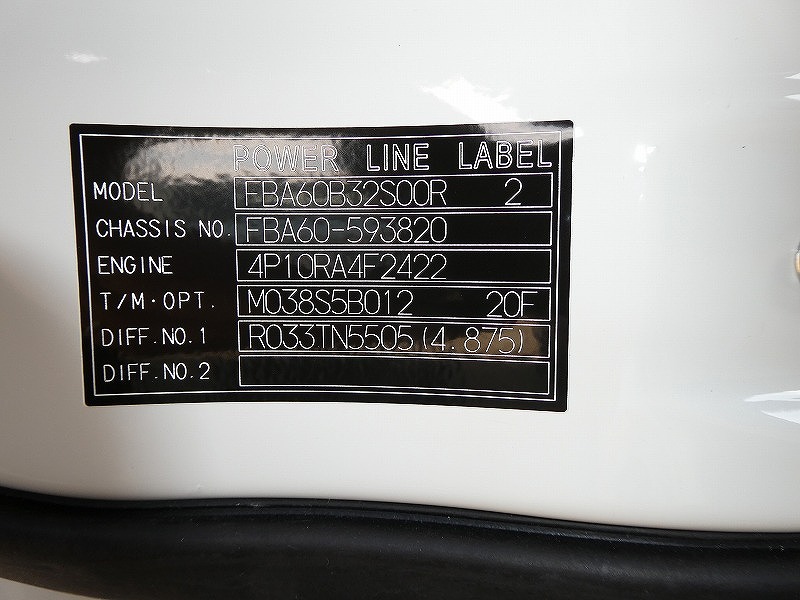 POWER LINE LABEL
MODEL FBA60B32S00R 2
CHASSIS NO. FBA60-593820
ENGINE 4P10RA4F2422
T/M·OPT. M038S5B012 20F
DIFF.NO.1 R033TN5505(4.875)
DIFF.NO.2